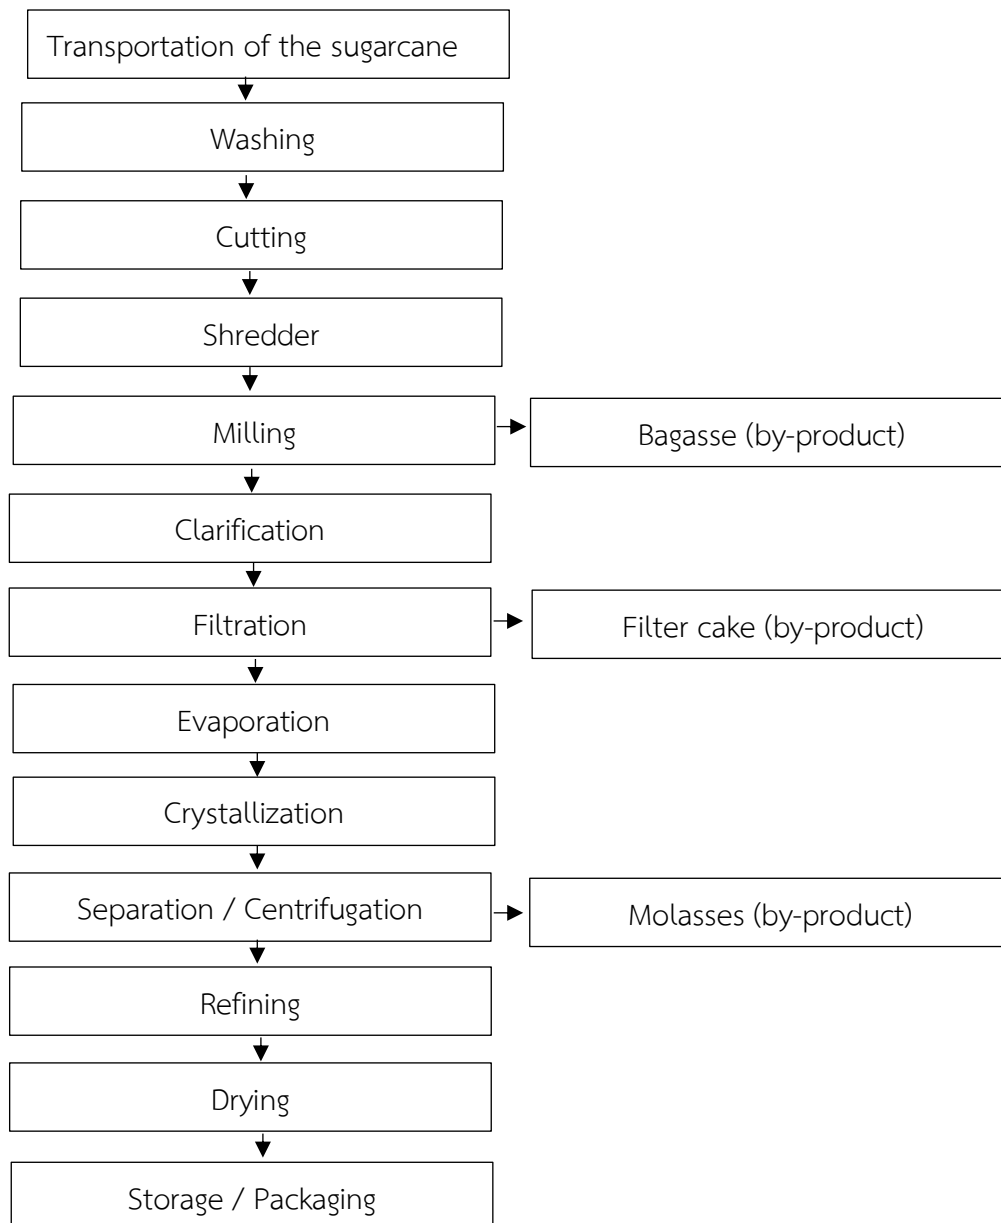 Transportation of the sugarcane
Washing
Cutting
Shredder
Milling
Bagasse (by-product)
Clarification
Filtration
Filter cake (by-product)
Evaporation
Crystallization
Separation / Centrifugation
Molasses (by-product)
Refining
Drying
Storage / Packaging